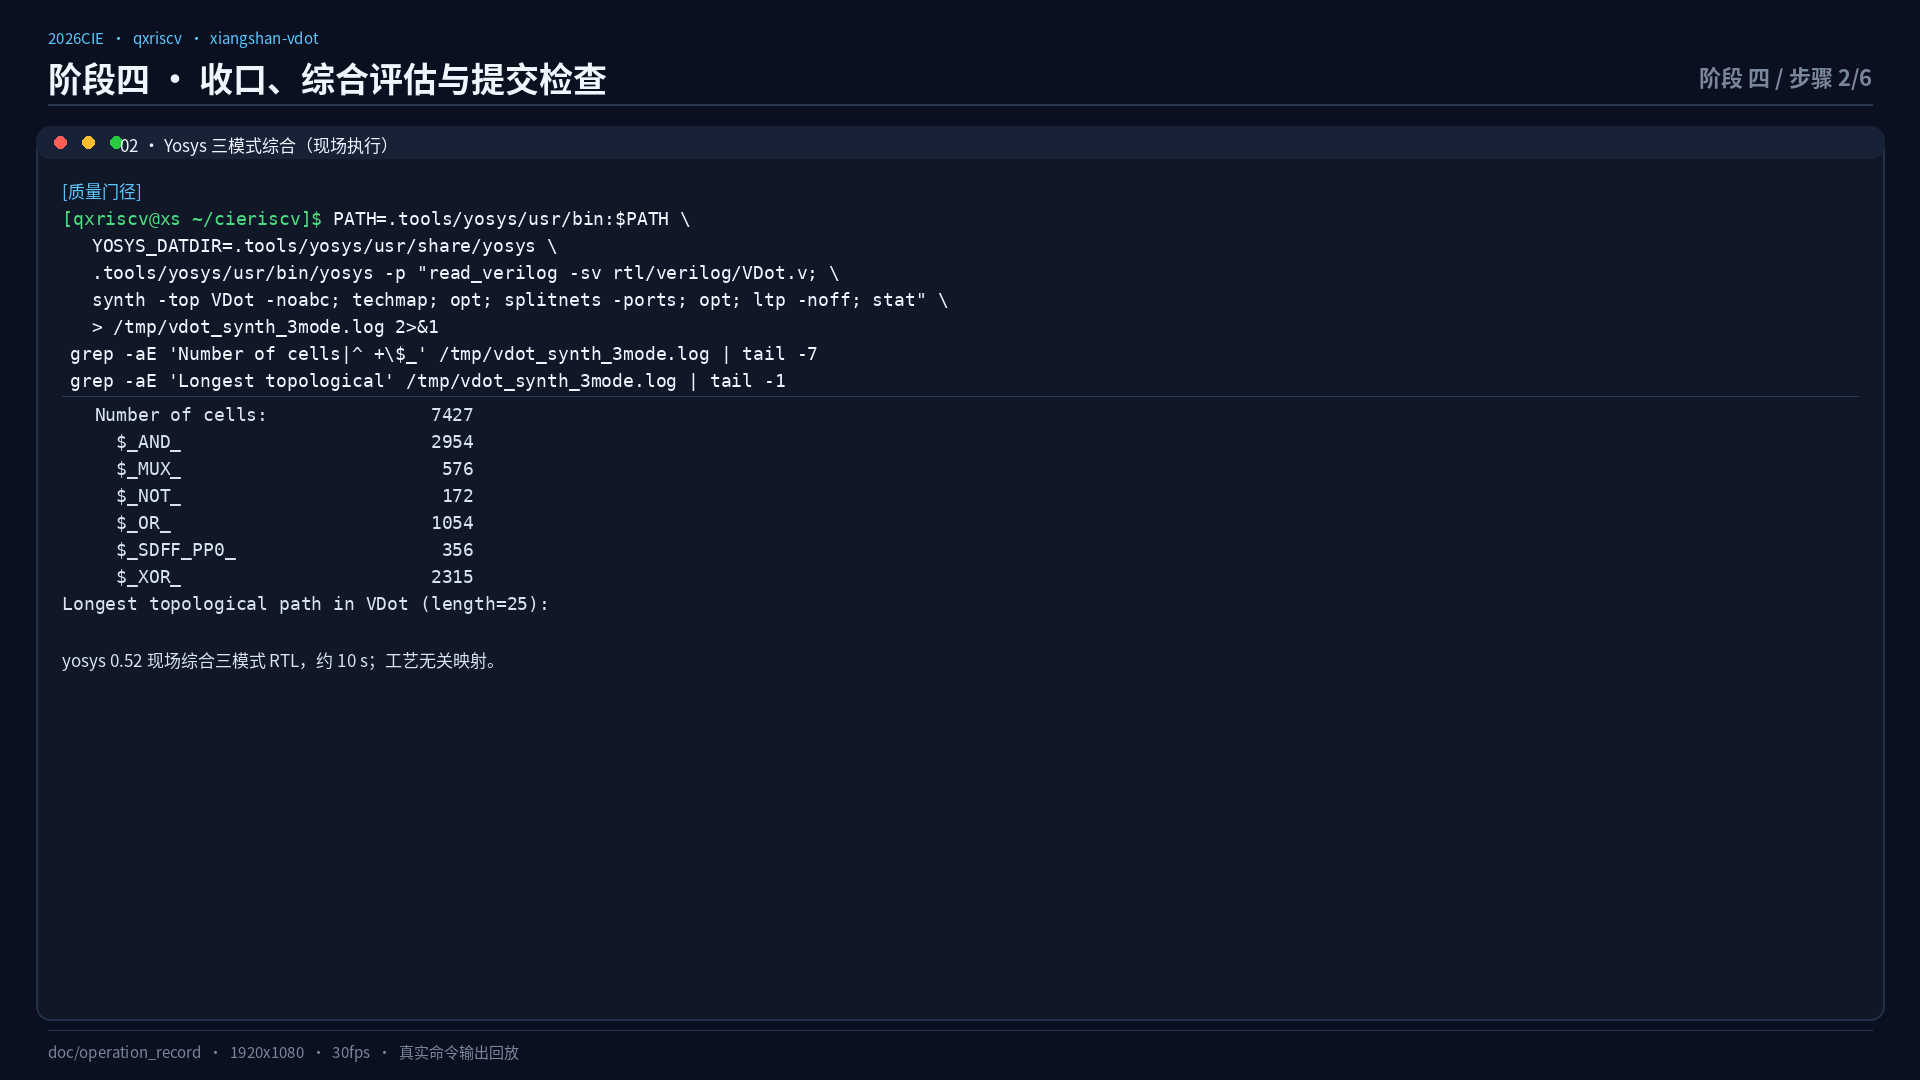 2026CIE • qxriscv • xiangshan-vdot
阶段四 • 收口、综合评估与提交检查
阶段 四 / 步骤 2/6
02 • Yosys 三模式综合（现场执行）
[质量门径]
[qxriscv@xs ~/cieriscv]$ PATH=.tools/yosys/usr/bin:$PATH \
YOSYS_DATDIR=.tools/yosys/usr/share/yosys \
.tools/yosys/usr/bin/yosys -p "read_verilog -sv rtl/verilog/VDot.v; \
synth -top VDot -noabc; techmap; opt; splitnets -ports; opt; ltp -noff; stat" \
> /tmp/vdot_synth_3mode.log 2>&1
grep -aE 'Number of cells|^ +\$_' /tmp/vdot_synth_3mode.log | tail -7
grep -aE 'Longest topological' /tmp/vdot_synth_3mode.log | tail -1
Number of cells: 7427
$_AND_ 2954
$_MUX_ 576
$_NOT_ 172
$_OR_ 1054
$_SDFF_PP0_ 356
$_XOR_ 2315
Longest topological path in VDot (length=25):
yosys 0.52 现场综合三模式 RTL，约 10 s；工艺无关映射。
doc/operation_record • 1920x1080 • 30fps • 真实命令输出回放